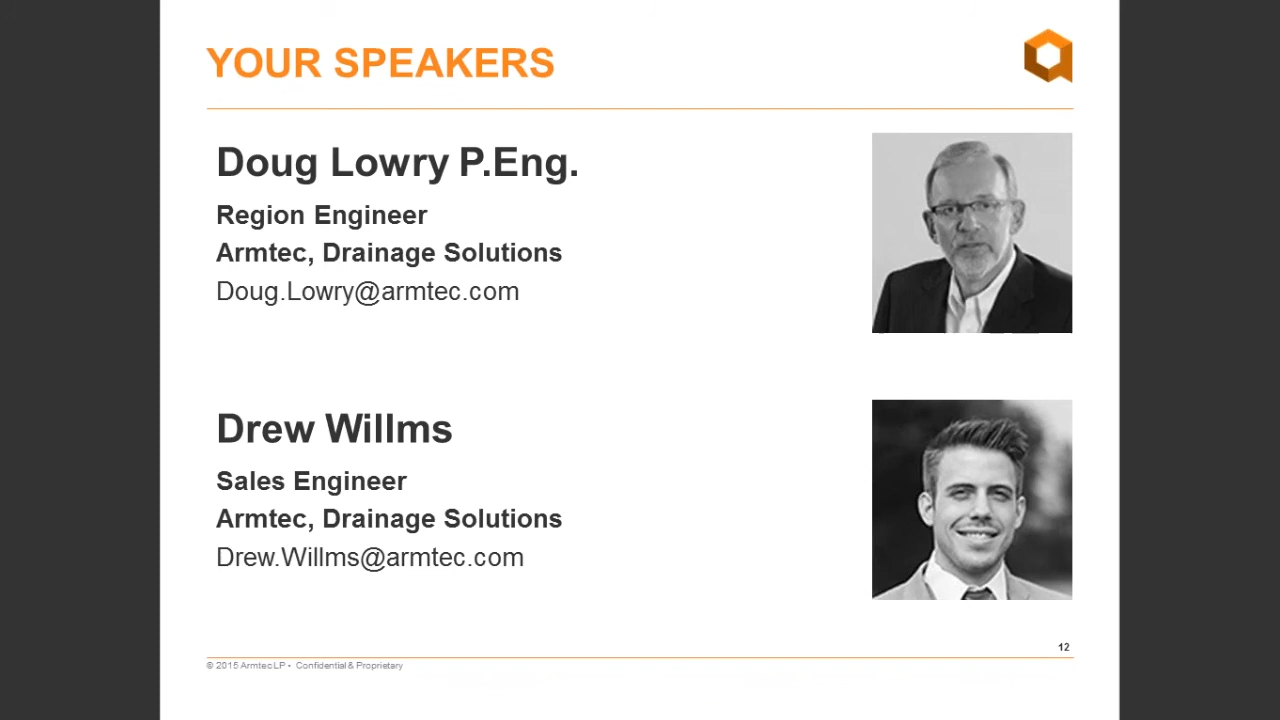 YOUR SPEAKERS
Doug Lowry P.Eng.
Region Engineer
Armtec, Drainage Solutions
Doug.Lowry@armtec.com
Drew Willms
Sales Engineer
Armtec, Drainage Solutions
Drew.Willms@armtec.com
12
© 2015 Armtec LP • Confidential & Proprietary